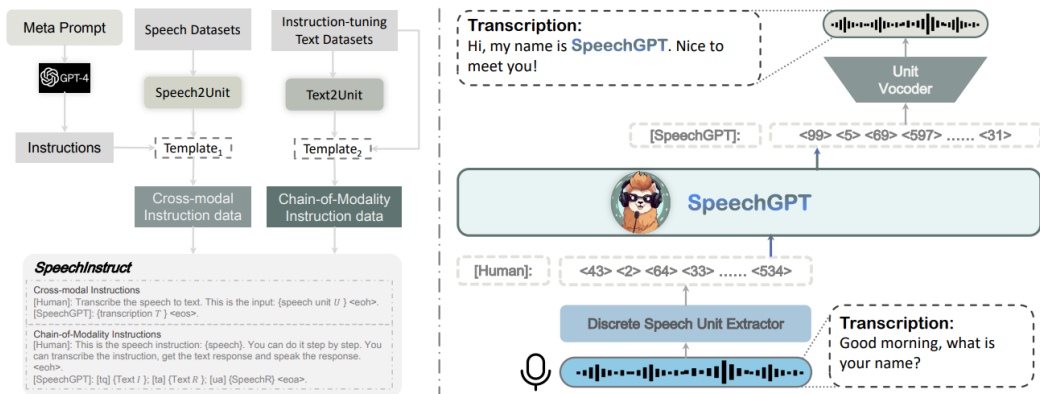 Meta Prompt
GPT-4
Instructions
Speech Datasets
Speech2Unit
Template1
Cross-modal
Instruction data
Instruction-tuning
Text Datasets
Text2Unit
Template2
Chain-of-Modality
Instruction data
SpeechInstruct
Cross-modal Instructions
[Human]: Transcribe the speech to text. This is the input: {speech unit U } <eoh>.
[SpeechGPT]: {transcription T } <eos>.
Chain-of-Modality Instructions
[Human]: This is the speech instruction: {speech}. You can do it step by step. You
can transcribe the instruction, get the text response and speak the response.
<eoh>.
[SpeechGPT]: [tq] {Text I }; [ta] {Text R }; [ua] {SpeechR} <eoa>.
Transcription:
Hi, my name is SpeechGPT. Nice to
meet you!
Unit
Vocoder
[SpeechGPT]: <99> <5> <69> <597> ...... <31>
SpeechGPT
[Human]: <43> <2> <64> <33> ...... <534>
Discrete Speech Unit Extractor
Transcription:
Good morning, what is
your name?